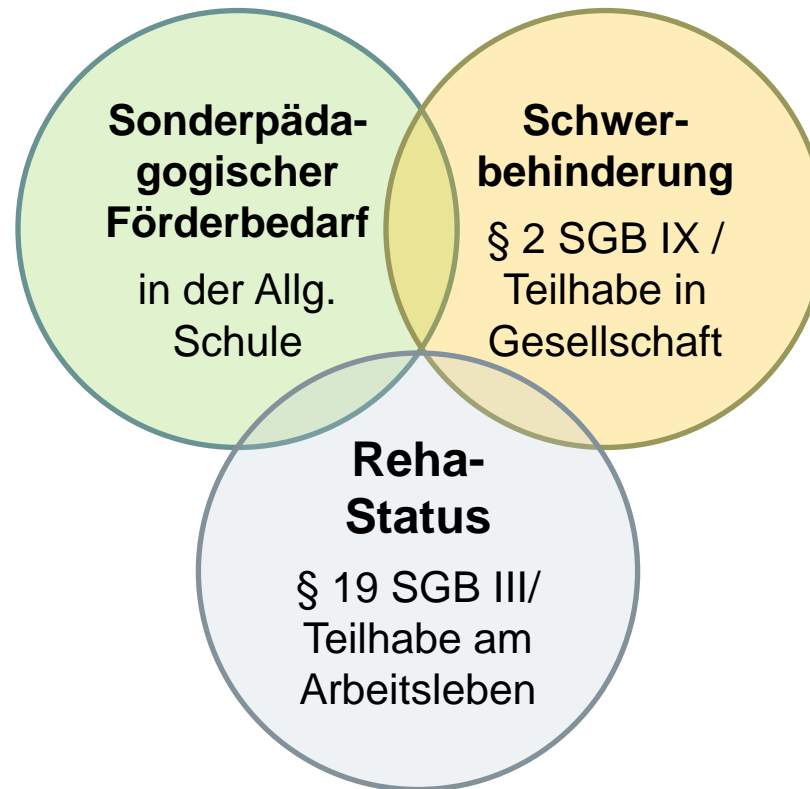 Sonderpäda-
gogischer
Förderbedarf
in der Allg.
Schule
Schwer-
behinderung
§ 2 SGB IX /
Teilhabe in
Gesellschaft
Reha-
Status
§ 19 SGB III/
Teilhabe am
Arbeitsleben